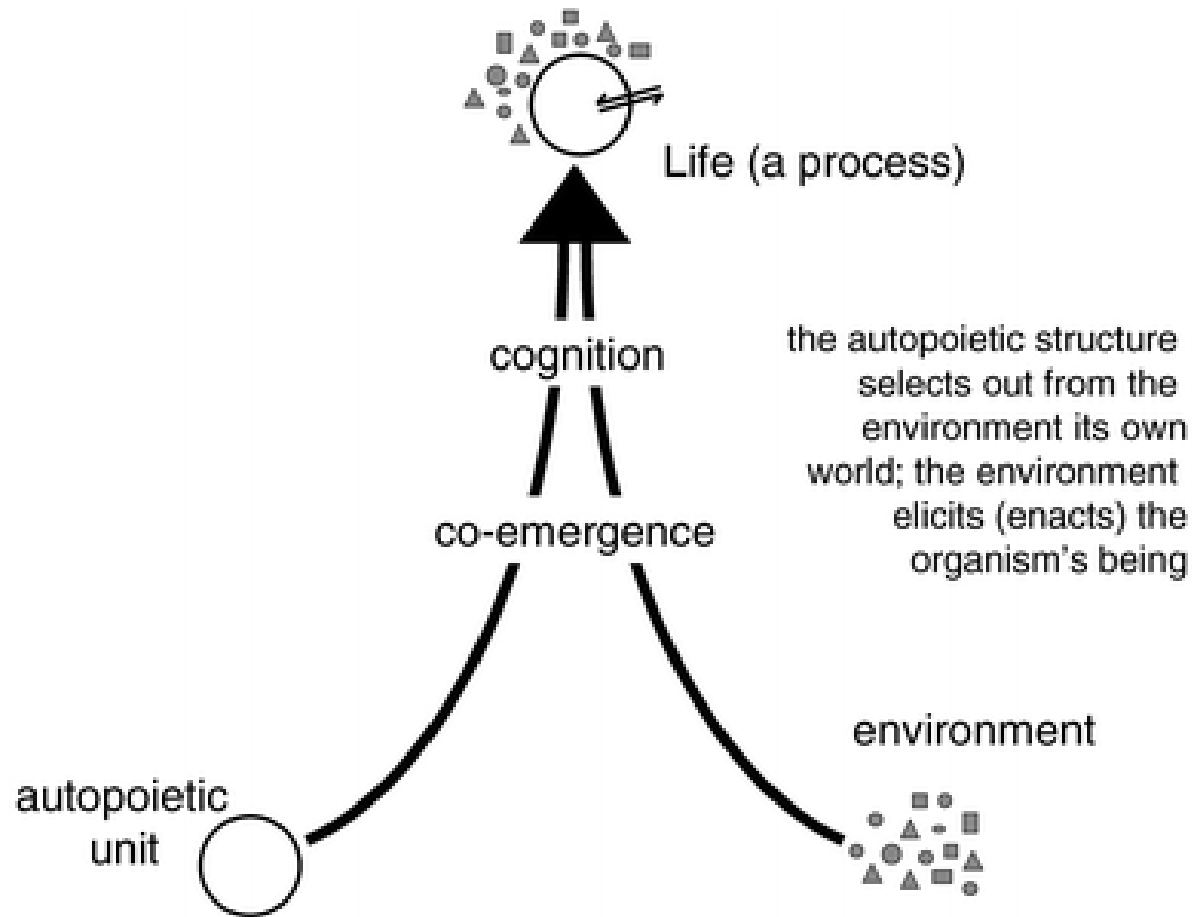 Life (a process)
cognition
the autopoietic structure
selects out from the
environment its own
world; the environment
elicits (enacts) the
organism's being
co-emergence
environment
autopoietic
unit